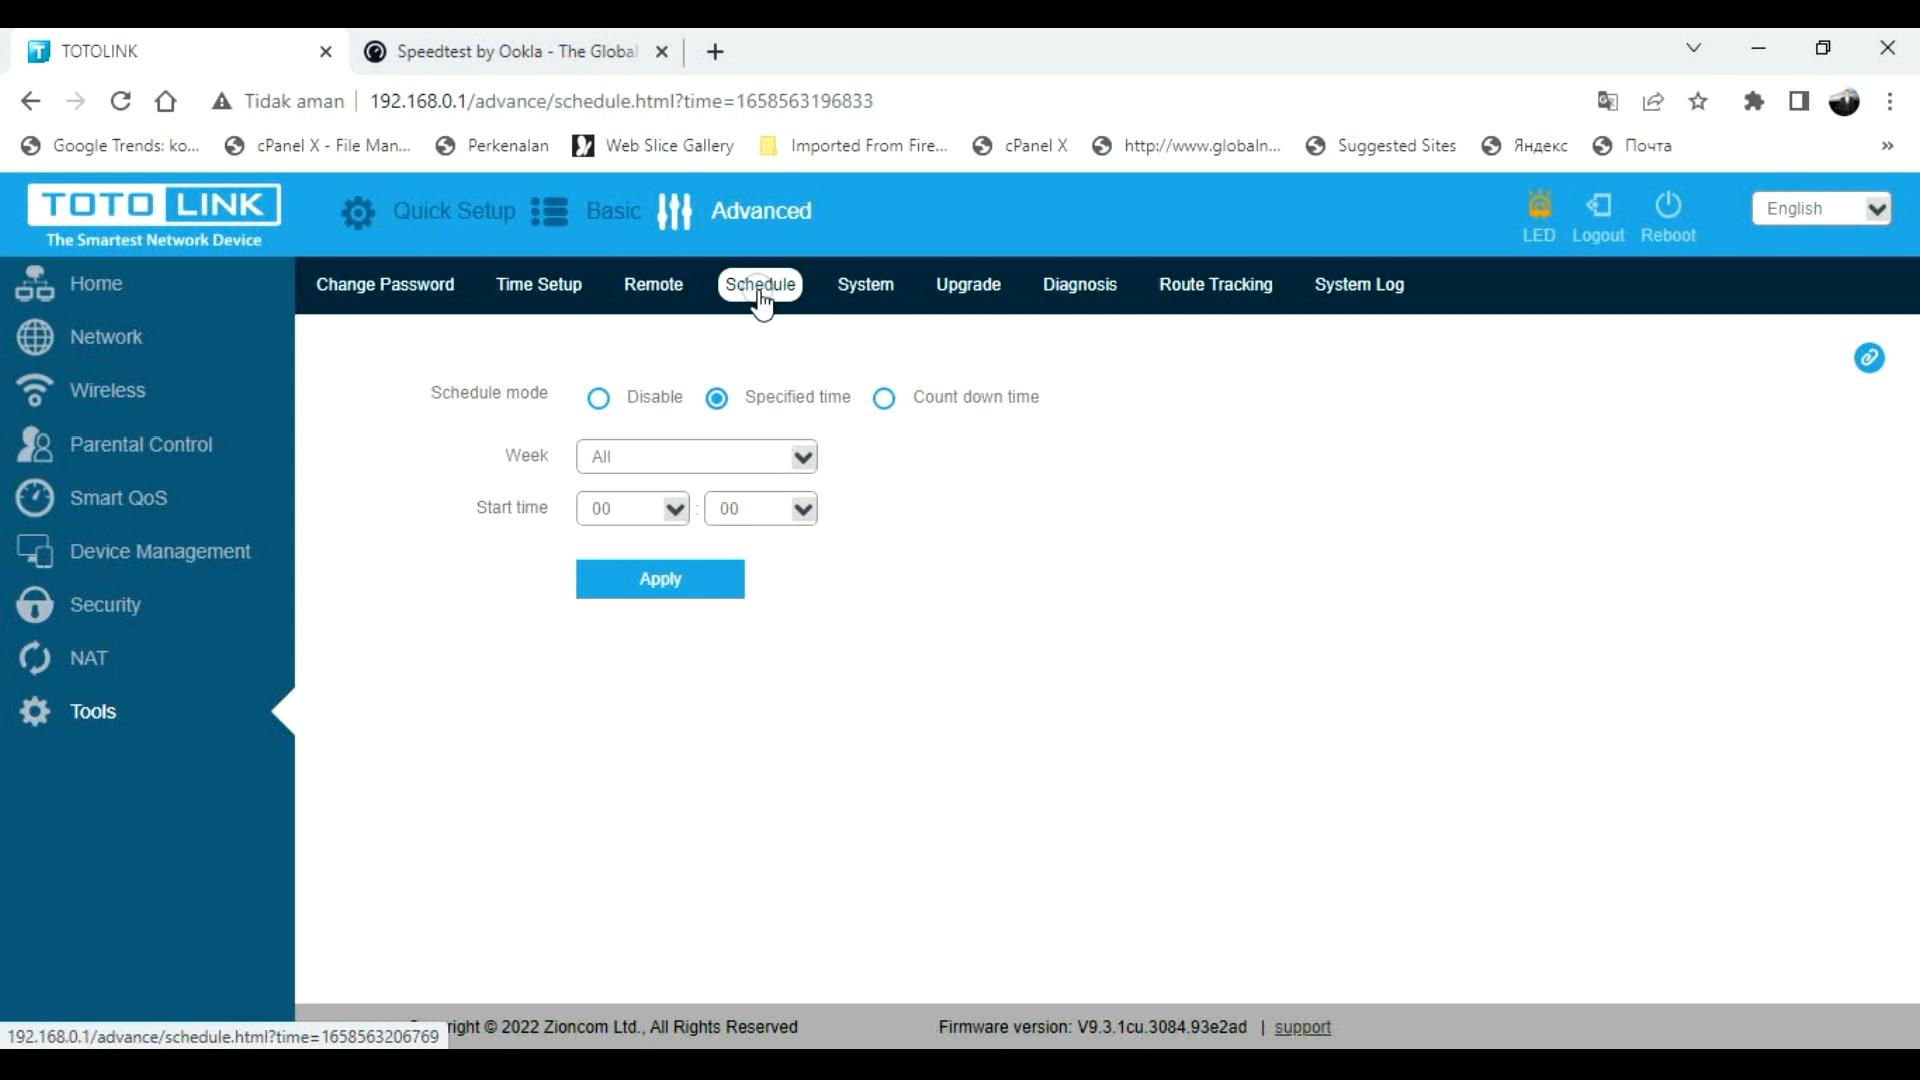 TOTOLINK
Speedtest by Ookla - The Global
Tidak aman
192.168.0.1/advance/schedule.html?time=1658563196833
Google Trends: ko...
cPanel X - File Man...
Perkenalan
Web Slice Gallery
Imported From Fire...
cPanel X
http://www.globaln...
Suggested Sites
Яндекс
Почта
»
TOTO LINK
The Smartest Network Device
Quick Setup
Basic
Advanced
LED
Logout
Reboot
English
Home
Network
Wireless
Parental Control
Smart QoS
Device Management
Security
NAT
Tools
Change Password
Time Setup
Remote
Schedule
System
Upgrade
Diagnosis
Route Tracking
System Log
Schedule mode
Disable
Specified time
Count down time
Week
All
Start time
00
:
00
Apply
right © 2022 Zioncom Ltd., All Rights Reserved
Firmware version: V9.3.1cu.3084.93e2ad | support
192.168.0.1/advance/schedule.html?time=1658563206769